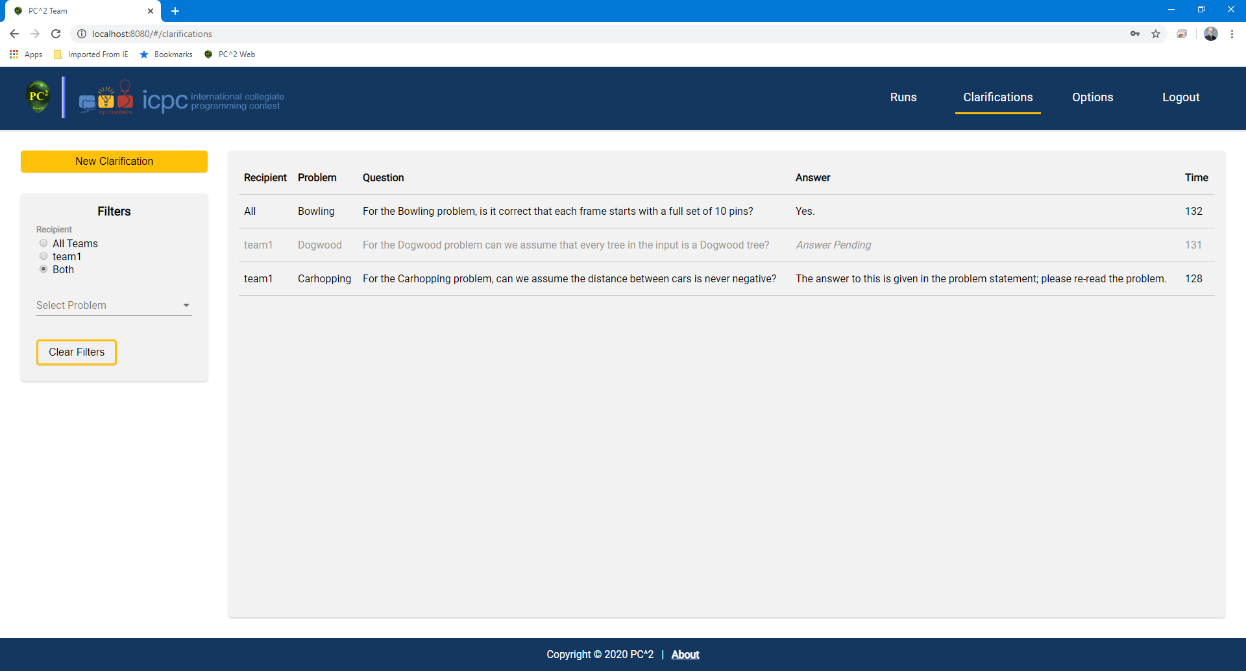 PC^2 Team
localhost:8080/#/clarifications
Apps Imported From IE Bookmarks PC^2 Web
PC² icpc international collegiate
programming contest
Runs Clarifications Options Logout
New Clarification
Filters
Recipient
All Teams
team1
Both
Select Problem
Clear Filters
Recipient Problem Question Answer Time
All Bowling For the Bowling problem, is it correct that each frame starts with a full set of 10 pins? Yes. 132
team1 Dogwood For the Dogwood problem can we assume that every tree in the input is a Dogwood tree? Answer Pending 131
team1 Carhopping For the Carhopping problem, can we assume the distance between cars is never negative? The answer to this is given in the problem statement; please re-read the problem. 128
Copyright © 2020 PC^2 | About